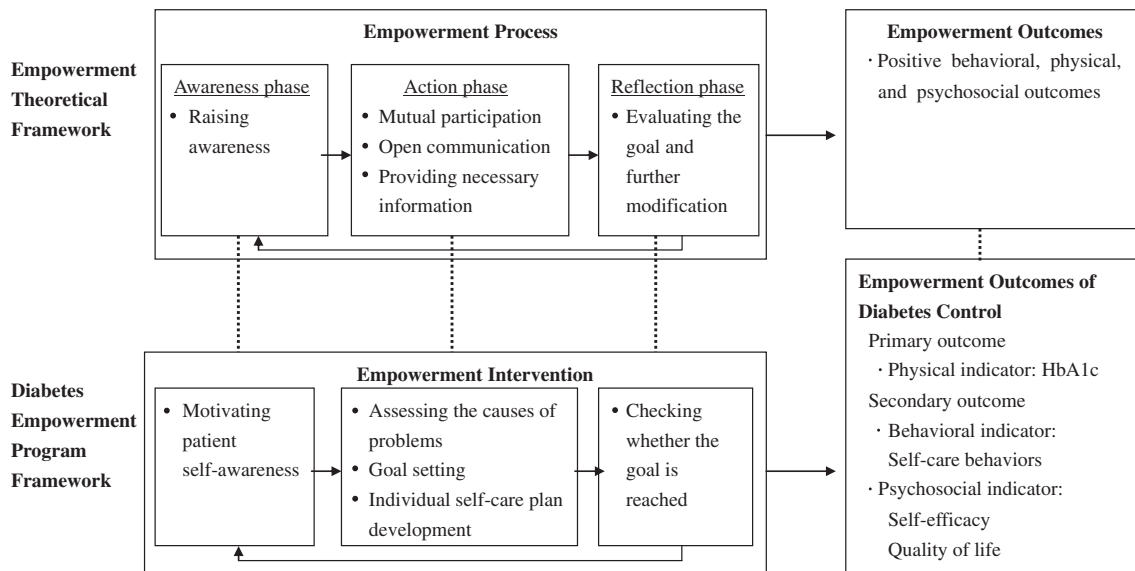 Empowerment
Theoretical
Framework
Empowerment Process
Awareness phase
• Raising
awareness
Action phase
• Mutual participation
• Open communication
• Providing necessary
information
Reflection phase
• Evaluating the
goal and
further
modification
Empowerment Outcomes
· Positive behavioral, physical,
and psychosocial outcomes
Diabetes
Empowerment
Program
Framework
Empowerment Intervention
• Motivating
patient
self-awareness
• Assessing the causes of
problems
• Goal setting
• Individual self-care plan
development
• Checking
whether the
goal is
reached
Empowerment Outcomes of
Diabetes Control
Primary outcome
· Physical indicator: HbA1c
Secondary outcome
· Behavioral indicator:
Self-care behaviors
· Psychosocial indicator:
Self-efficacy
Quality of life